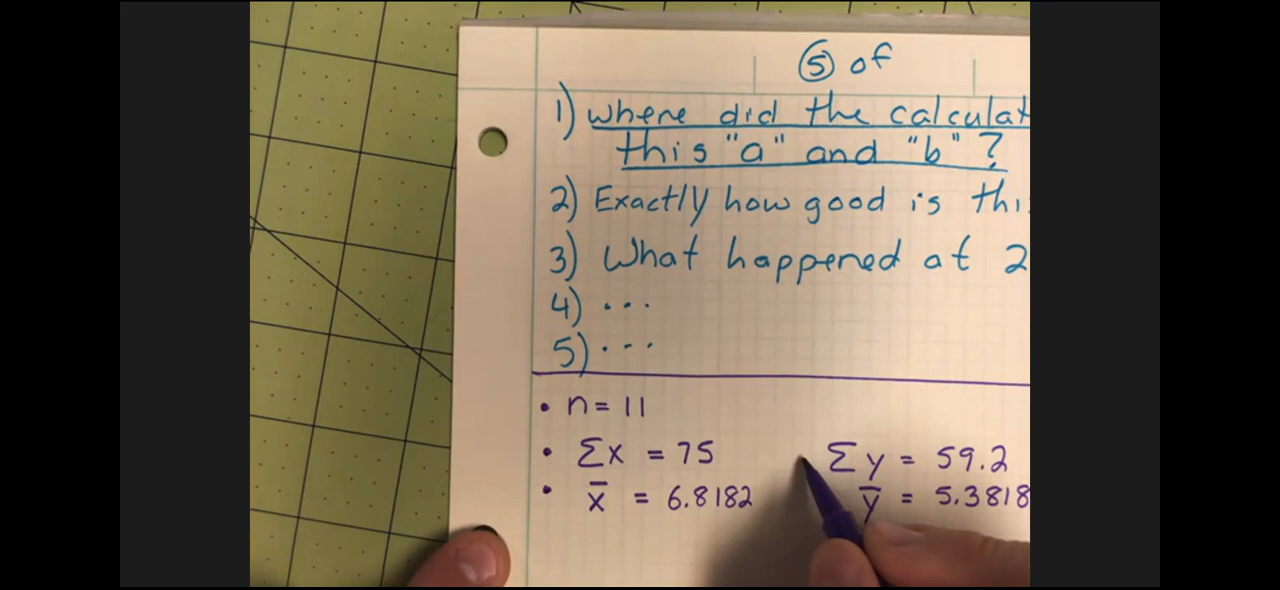 ⑤ of
1) where did the calculat
this "a" and "b"?
2) Exactly how good is thi
3) What happened at 2
4) ...
5) ...
• n = 11
• Σx = 75 Σy = 59.2
• x̄ = 6.8182 ȳ = 5.3818